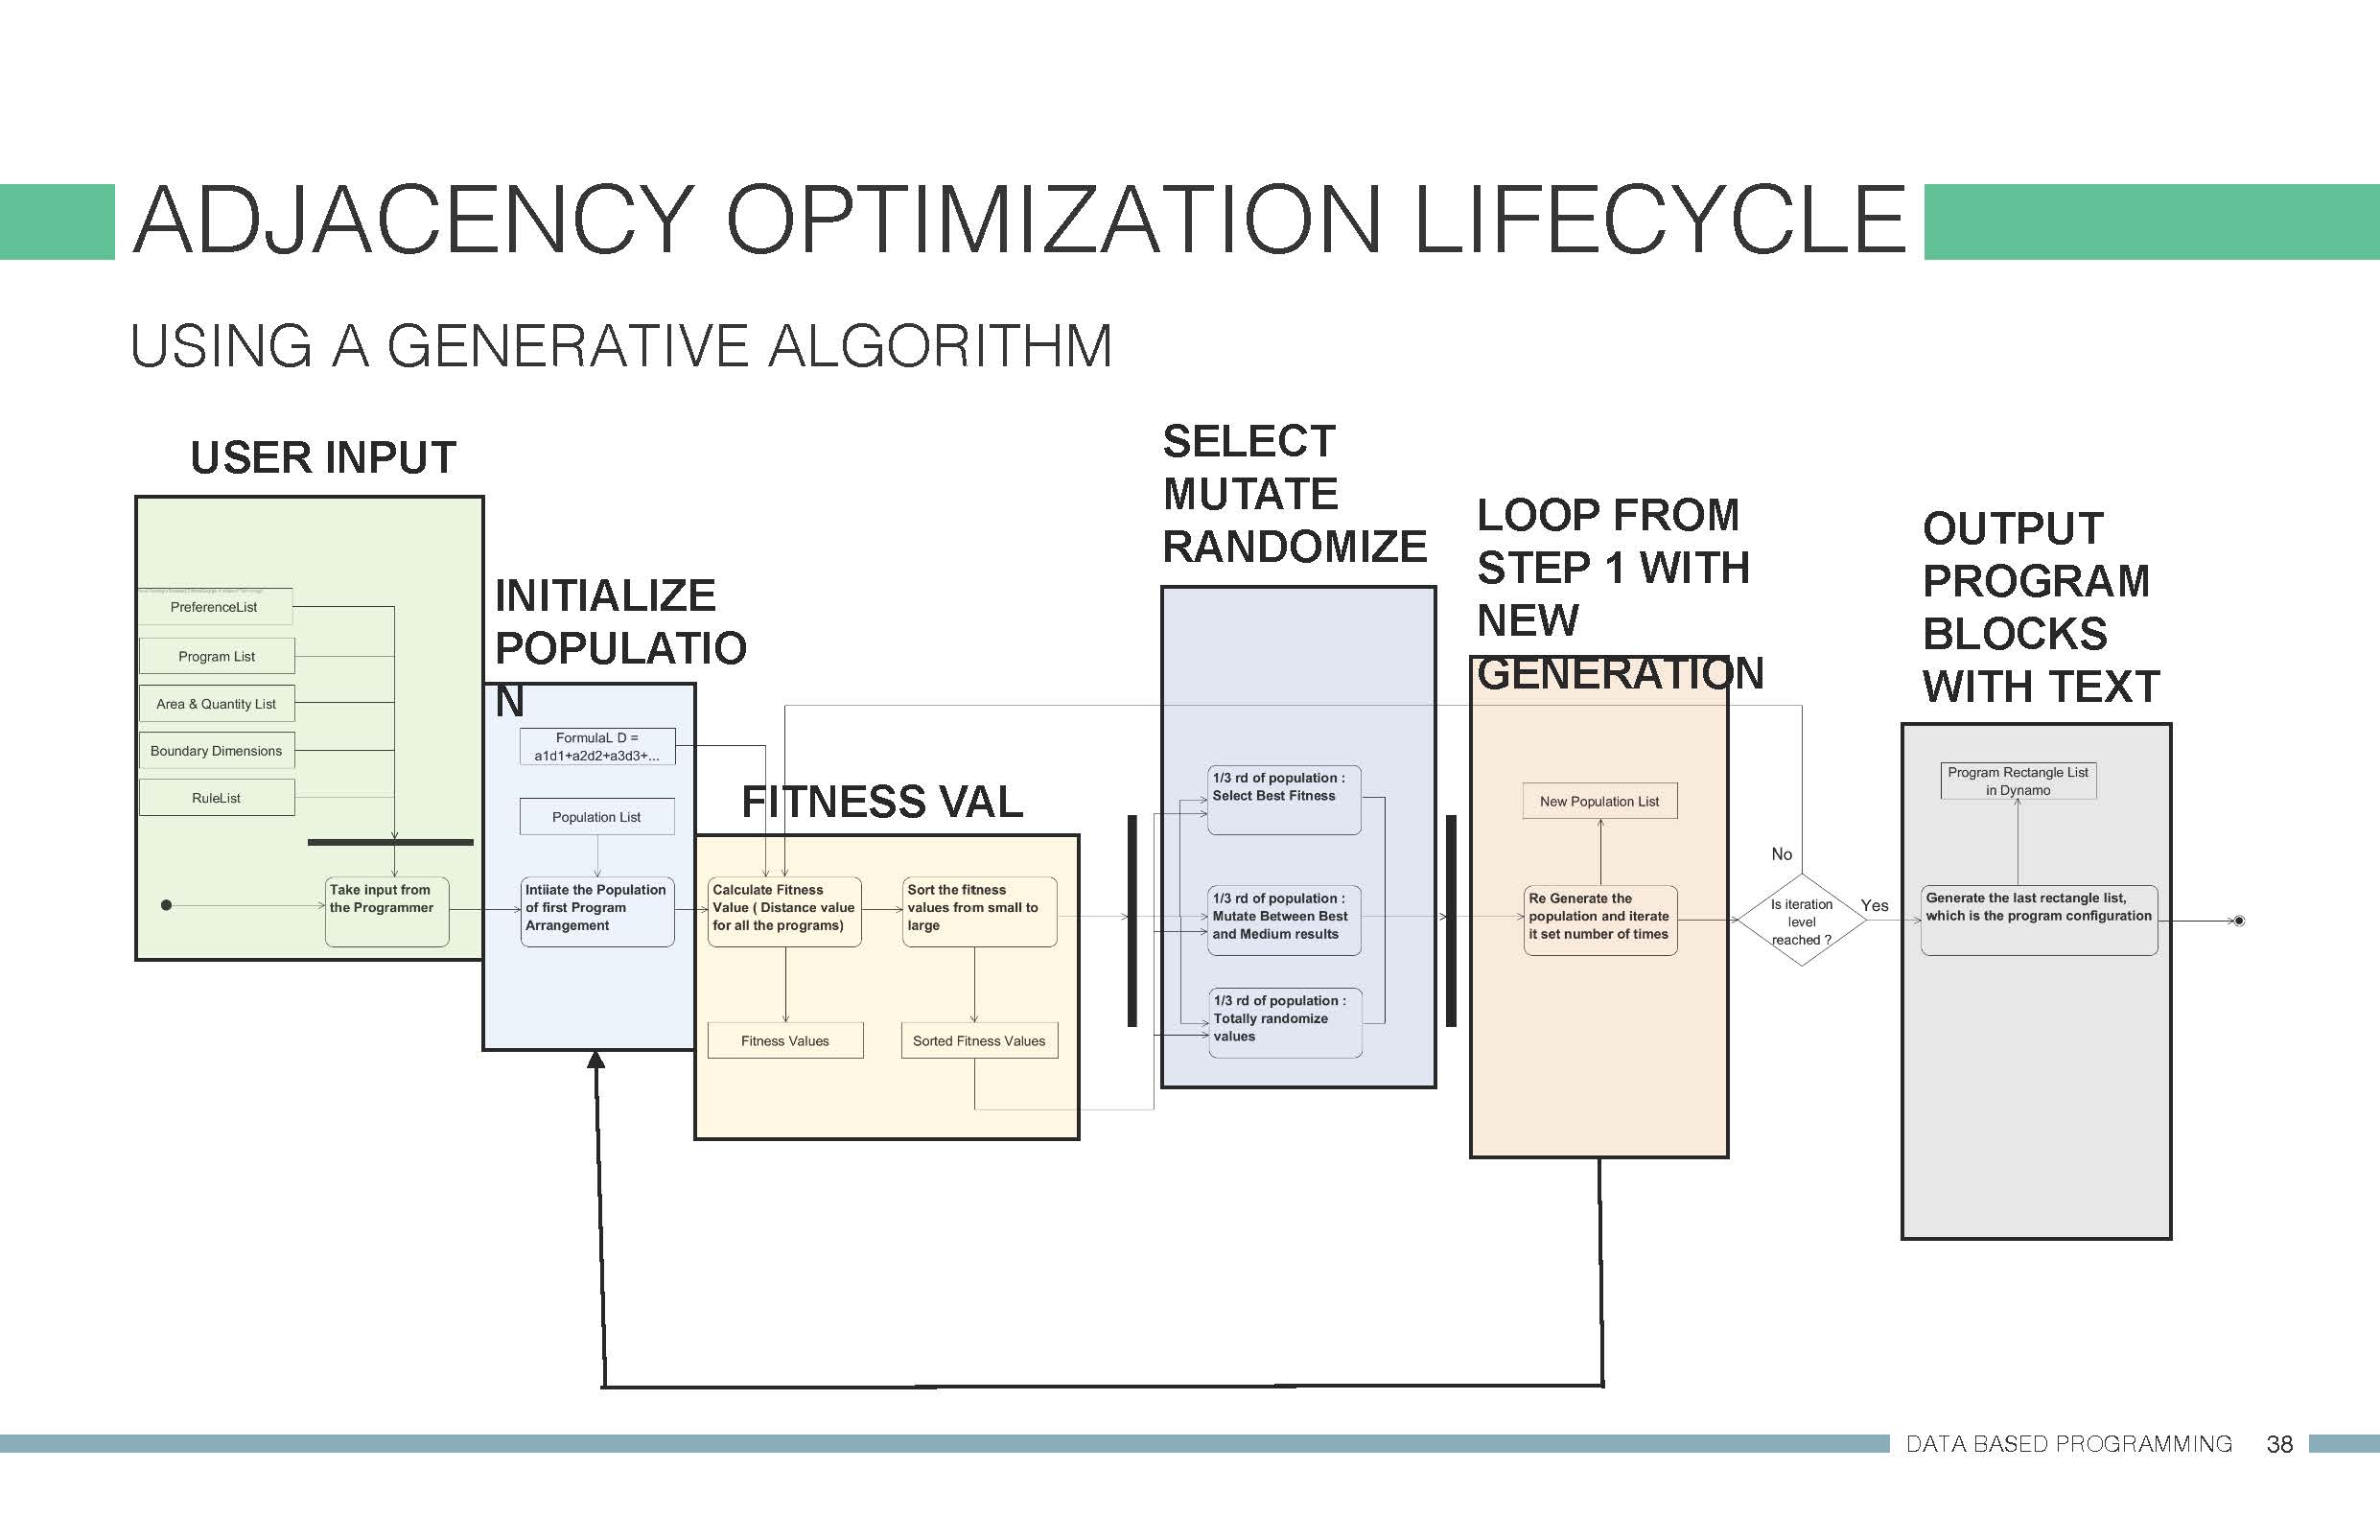 ADJACENCY OPTIMIZATION LIFECYCLE
USING A GENERATIVE ALGORITHM
USER INPUT
PreferenceList
Program List
Area & Quantity List
Boundary Dimensions
RuleList
Take input from
the Programmer
INITIALIZE
POPULATIO
N
FormulaL D =
a1d1+a2d2+a3d3+...
Population List
Intiiate the Population
of first Program
Arrangement
FITNESS VAL
Calculate Fitness
Value ( Distance value
for all the programs)
Sort the fitness
values from small to
large
Fitness Values
Sorted Fitness Values
SELECT
MUTATE
RANDOMIZE
1/3 rd of population :
Select Best Fitness
1/3 rd of population :
Mutate Between Best
and Medium results
1/3 rd of population :
Totally randomize
values
LOOP FROM
STEP 1 WITH
NEW
GENERATION
New Population List
Re Generate the
population and iterate
it set number of times
No
Is iteration
level
reached ?
Yes
OUTPUT
PROGRAM
BLOCKS
WITH TEXT
Program Rectangle List
in Dynamo
Generate the last rectangle list,
which is the program configuration
DATA BASED PROGRAMMING 38